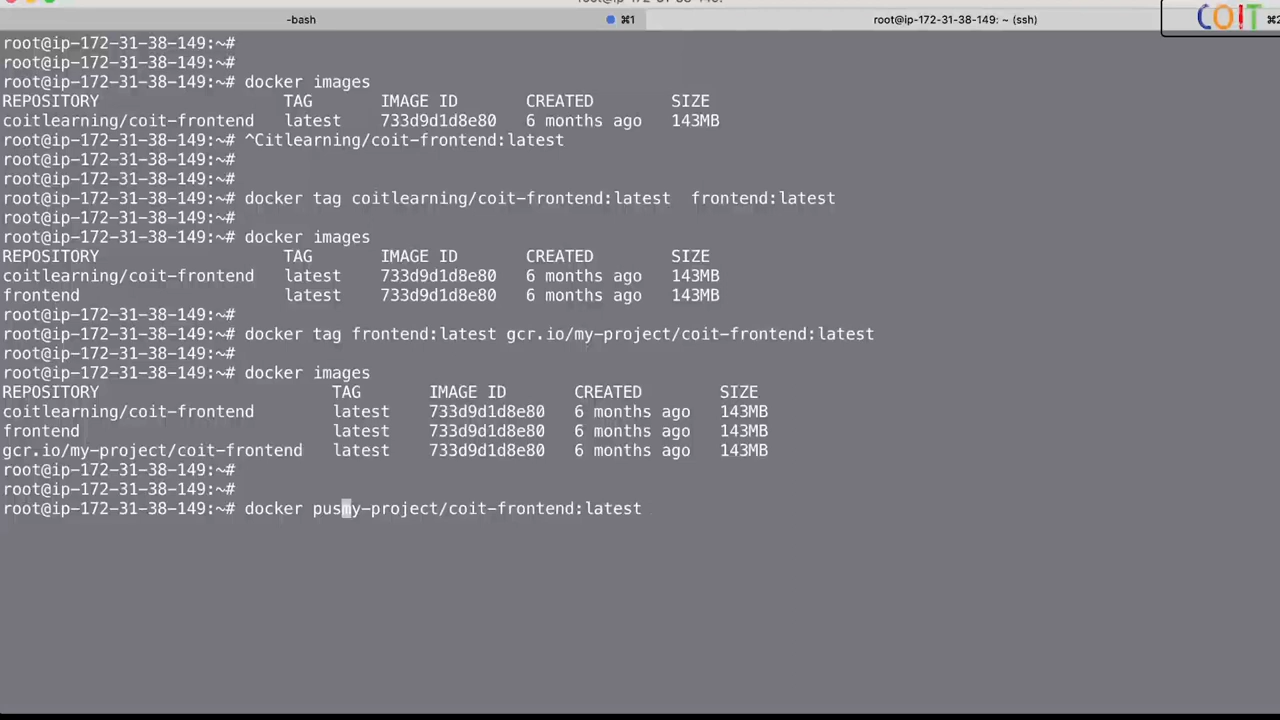 -bash
⌘1
root@ip-172-31-38-149: ~ (ssh)
COIT
⌘2
root@ip-172-31-38-149:~#
root@ip-172-31-38-149:~#
root@ip-172-31-38-149:~# docker images
REPOSITORY TAG IMAGE ID CREATED SIZE
coitlearning/coit-frontend latest 733d9d1d8e80 6 months ago 143MB
root@ip-172-31-38-149:~# ^Citlearning/coit-frontend:latest
root@ip-172-31-38-149:~#
root@ip-172-31-38-149:~#
root@ip-172-31-38-149:~# docker tag coitlearning/coit-frontend:latest  frontend:latest
root@ip-172-31-38-149:~#
root@ip-172-31-38-149:~# docker images
REPOSITORY TAG IMAGE ID CREATED SIZE
coitlearning/coit-frontend latest 733d9d1d8e80 6 months ago 143MB
frontend latest 733d9d1d8e80 6 months ago 143MB
root@ip-172-31-38-149:~#
root@ip-172-31-38-149:~# docker tag frontend:latest gcr.io/my-project/coit-frontend:latest
root@ip-172-31-38-149:~#
root@ip-172-31-38-149:~# docker images
REPOSITORY TAG IMAGE ID CREATED SIZE
coitlearning/coit-frontend latest 733d9d1d8e80 6 months ago 143MB
frontend latest 733d9d1d8e80 6 months ago 143MB
gcr.io/my-project/coit-frontend latest 733d9d1d8e80 6 months ago 143MB
root@ip-172-31-38-149:~#
root@ip-172-31-38-149:~#
root@ip-172-31-38-149:~# docker pusmy-project/coit-frontend:latest